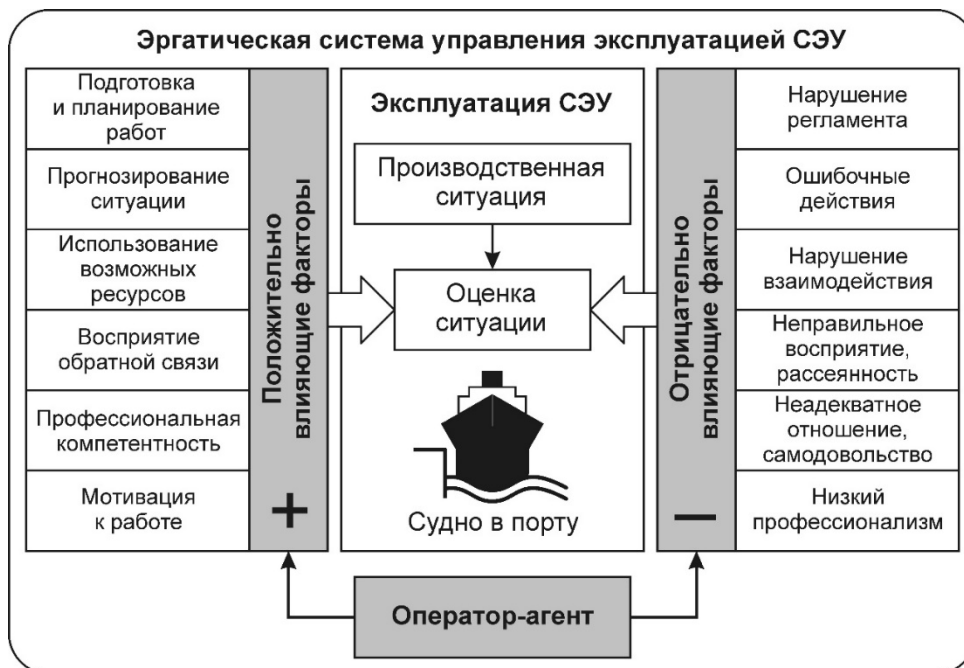 Эргатическая система управления эксплуатацией СЭУ
Подготовка
и планирование
работ
Прогнозирование
ситуации
Использование
возможных
ресурсов
Восприятие
обратной связи
Профессиональная
компетентность
Мотивация
к работе
Положительно
влияющие факторы
+
Эксплуатация СЭУ
Производственная
ситуация
Оценка
ситуации
Судно в порту
Отрицательно
влияющие факторы
—
Нарушение
регламента
Ошибочные
действия
Нарушение
взаимодействия
Неправильное
восприятие,
рассеянность
Неадекватное
отношение,
самодовольство
Низкий
профессионализм
Оператор-агент